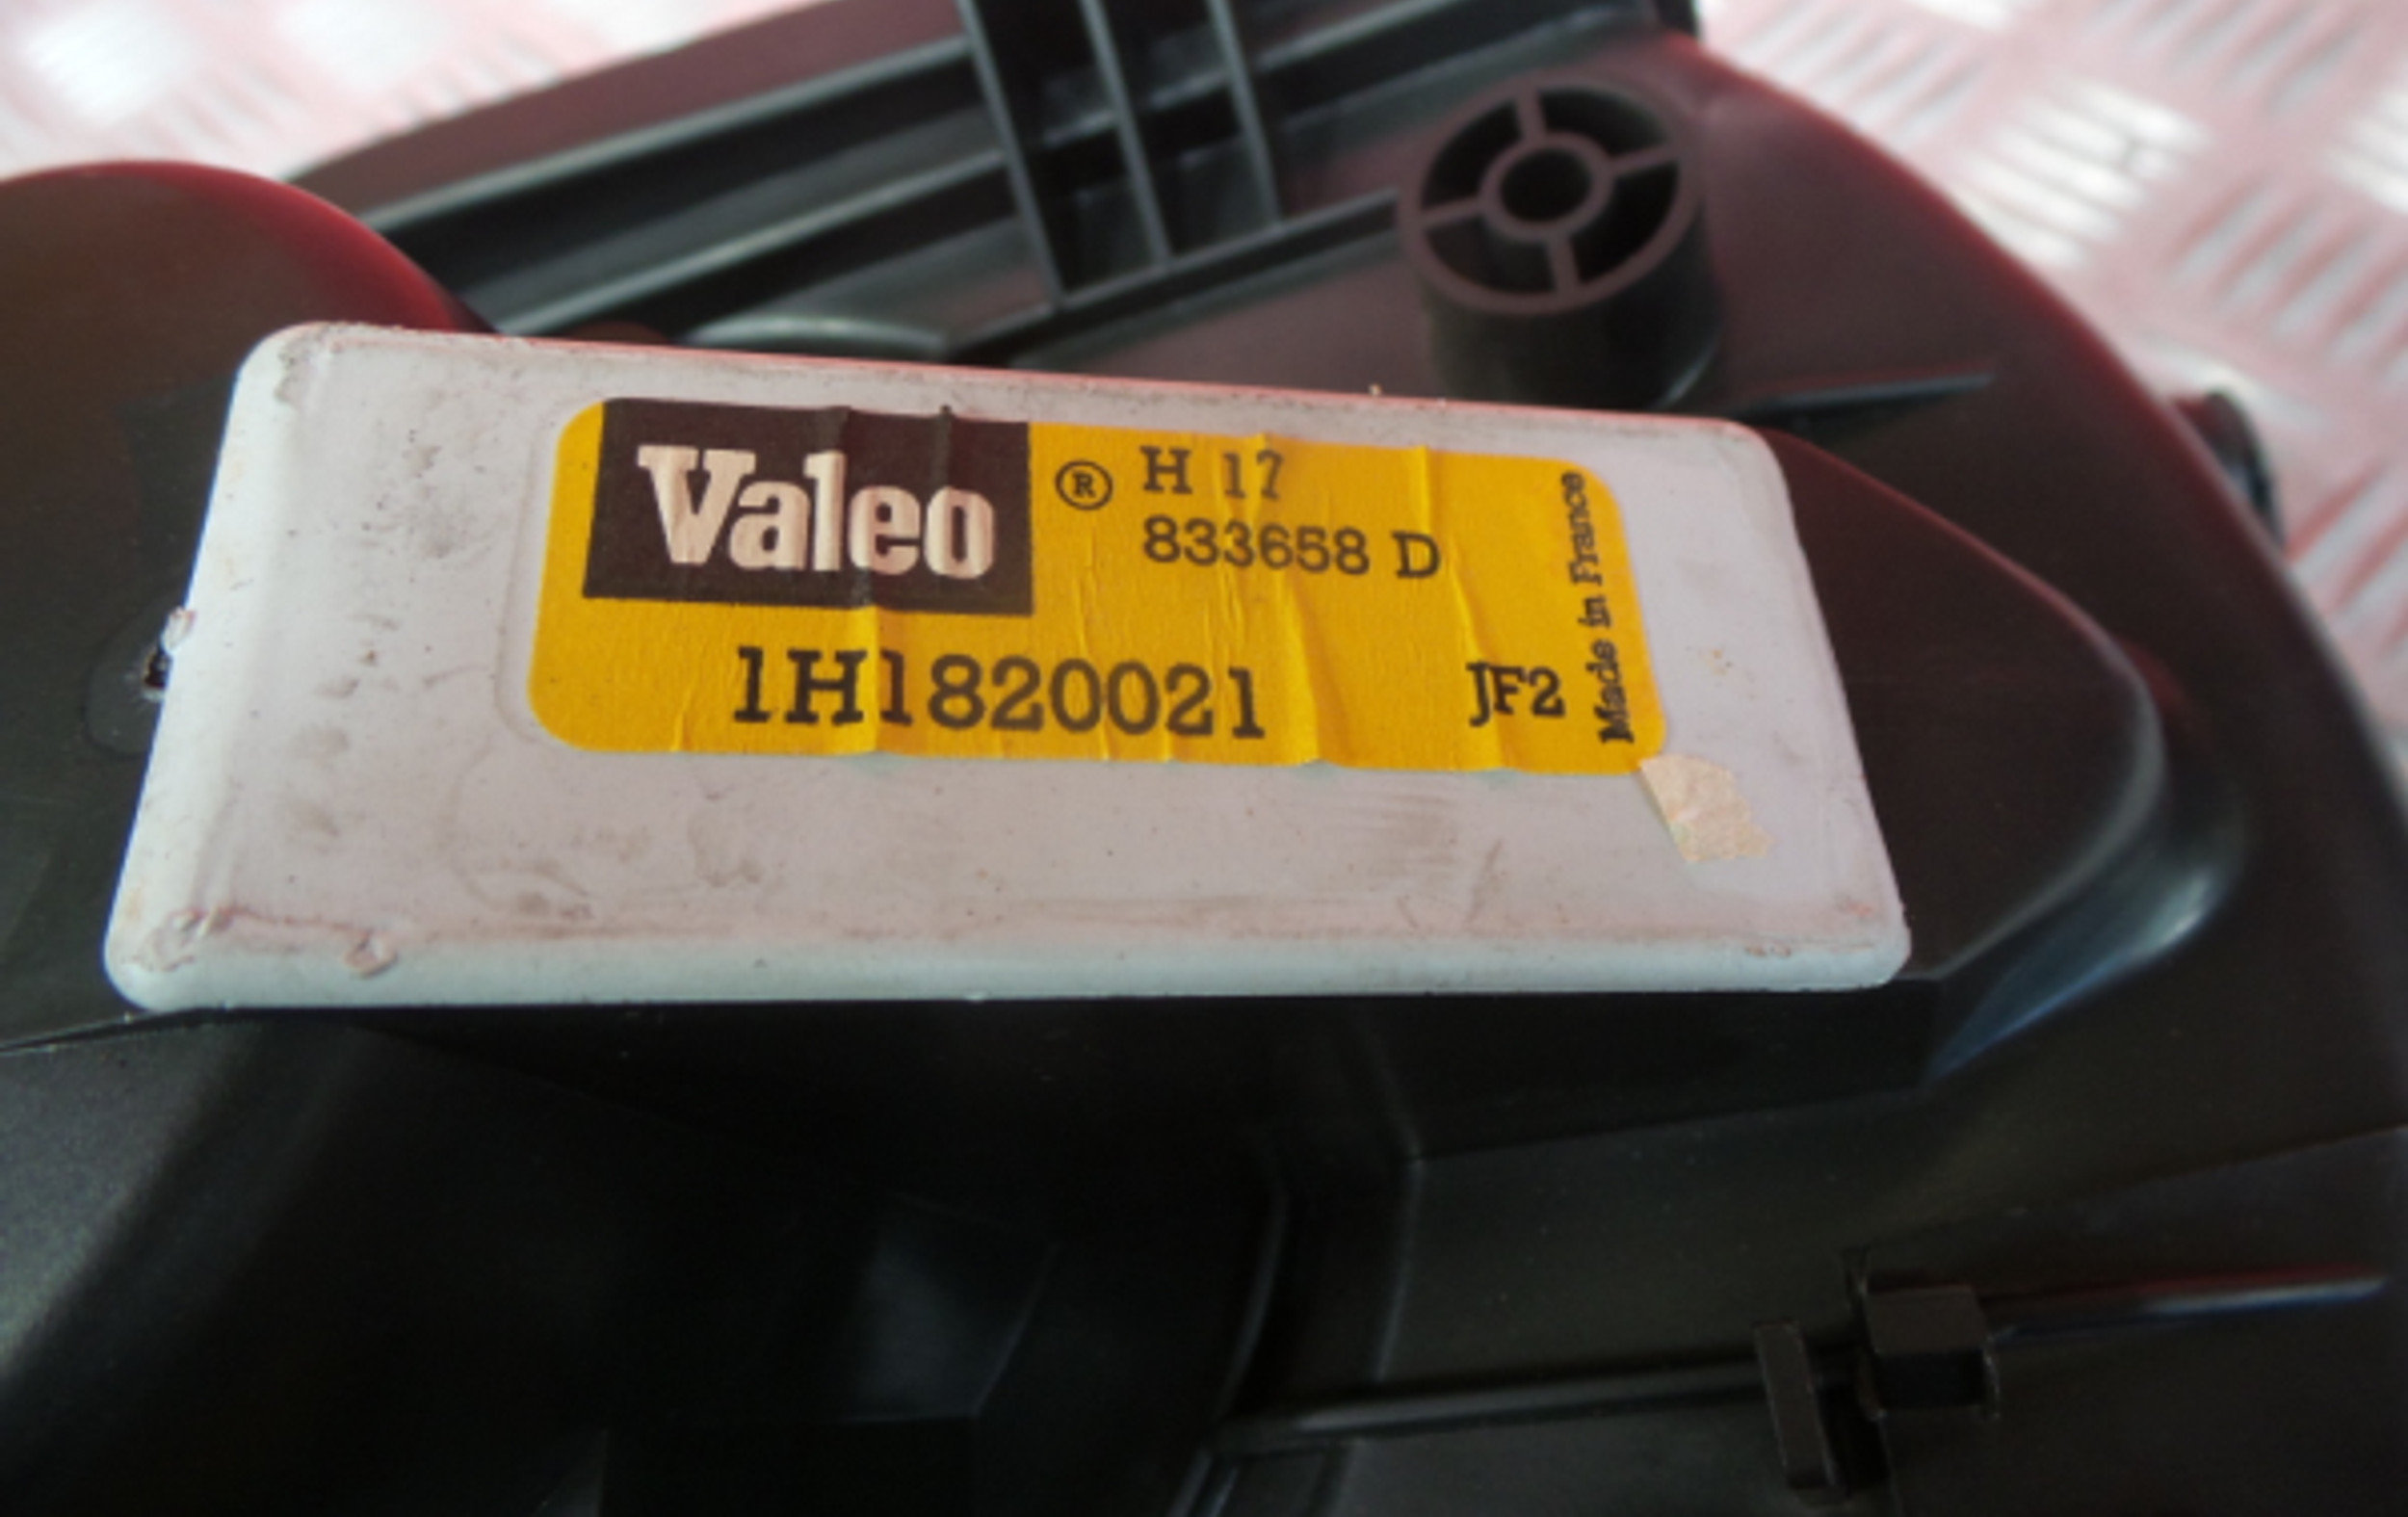 Valeo ® H 17
833658 D
1H1820021 JF2
Made in France